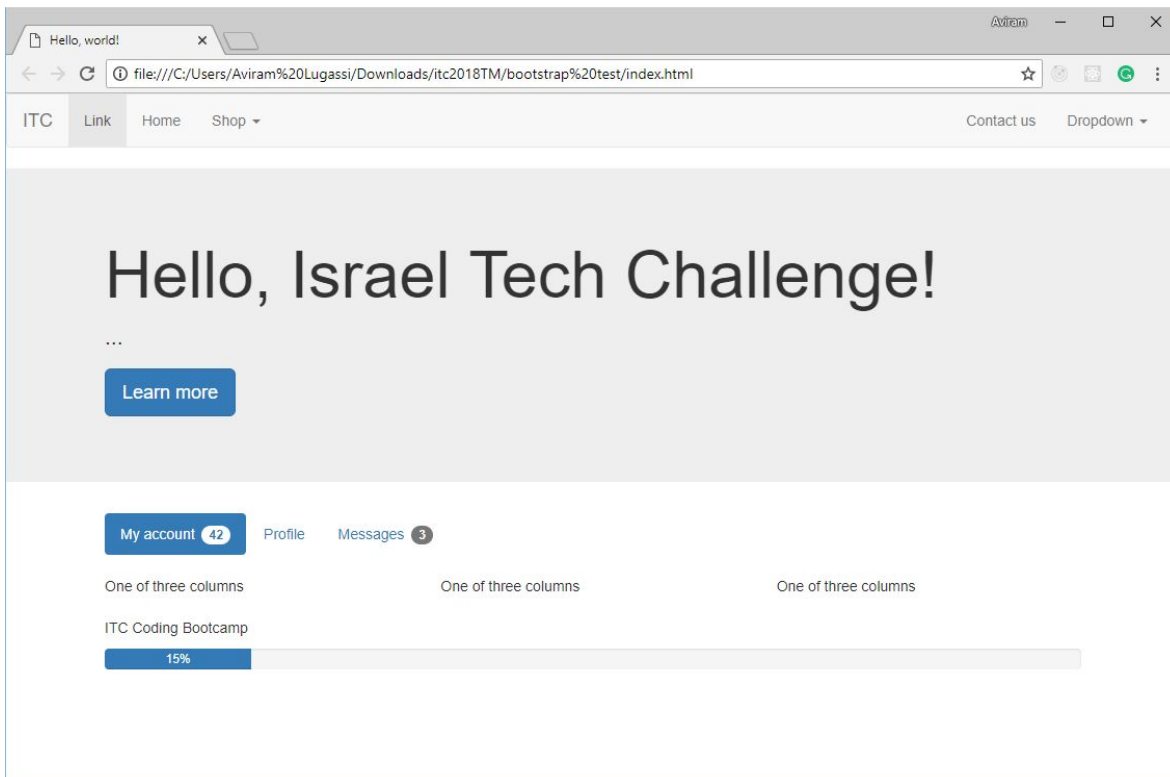 Hello, world!
Aviram
file:///C:/Users/Aviram%20Lugassi/Downloads/itc2018TM/bootstrap%20test/index.html
ITC Link Home Shop Contact us Dropdown
Hello, Israel Tech Challenge!
...
Learn more
My account 42 Profile Messages 3
One of three columns One of three columns One of three columns
ITC Coding Bootcamp
15%